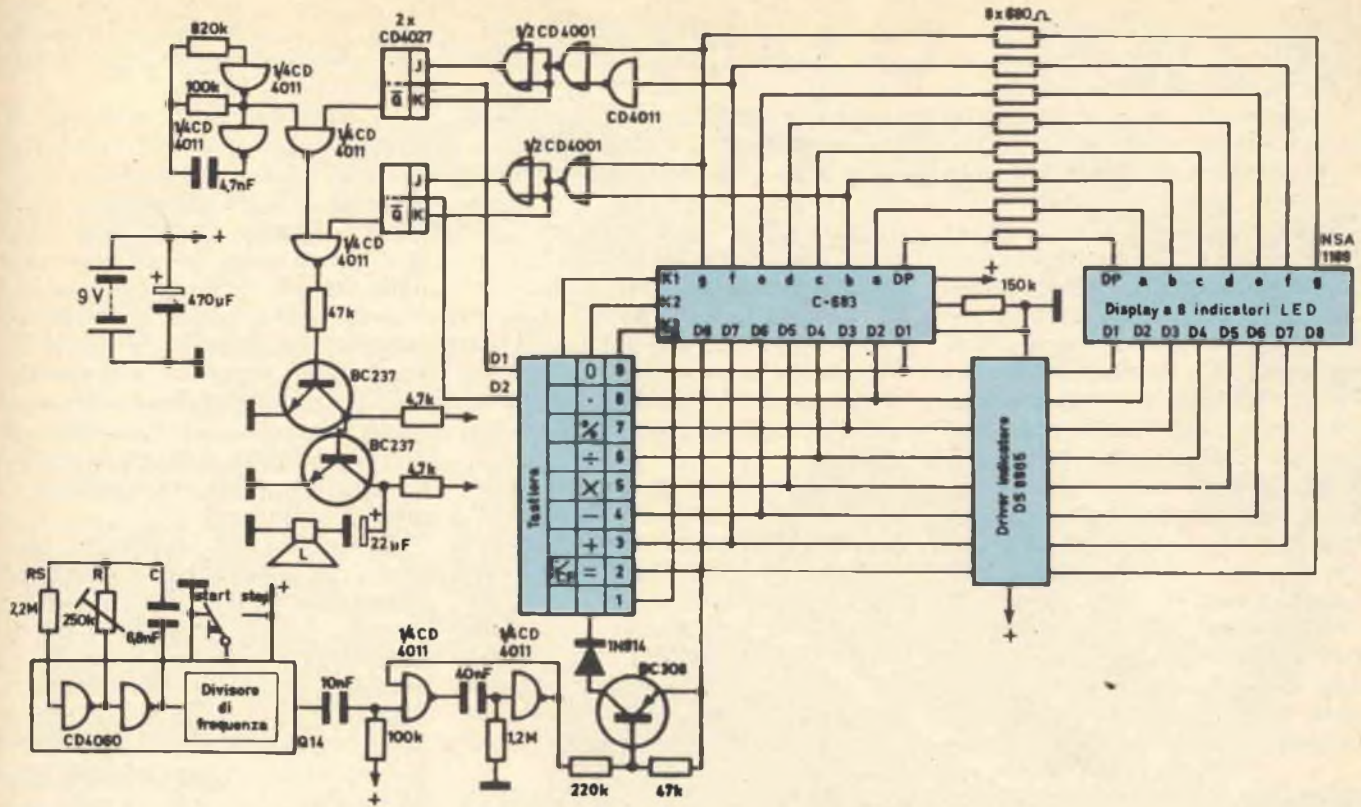 820k
1/4CD
4011
100k
1/4CD
4011
4,7nF
1/4CD
4011
2x
CD4027
J
Q̅
K
1/2CD4001
CD4011
J
Q̅
K
1/2CD4001
1/4CD
4011
8x680Ω
9V
+
+
470µF
47k
BC237
4,7k
BC237
4,7k
+
22µF
L
K1 g f e d c b a DP
K2
C-683
K3 D8 D7 D6 D5 D4 D3 D2 D1
+
150k
NSA
DP a b c d e f g
Display a 8 indicatori LED
D1 D2 D3 D4 D5 D6 D7 D8
D1
D2
Tastiera
0 9
. 8
% 7
÷ 6
× 5
− 4
+ 3
= 2
1
Driver indicatore
DS 8865
+
RS R C
start stop +
2,2M
250k
6,8nF
Divisore
di
frequenza
CD4060
Q14
10nF
100k
+
1/4CD
4011
40nF
1,2M
1/4CD
4011
1N914
BC308
220k
47k